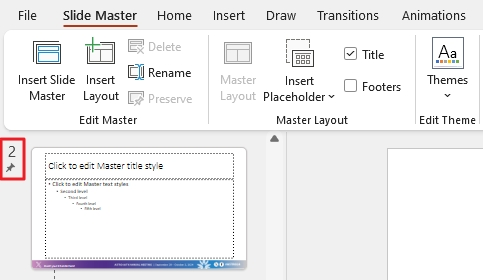 File Slide Master Home Insert Draw Transitions Animations
Insert Slide Master
Insert Layout
Delete
Rename
Preserve
Edit Master
Master Layout
Insert Placeholder
Title
Footers
Master Layout
Aa
Themes
Edit Theme
2
Click to edit Master title style
• Click to edit Master text styles
• Second level
• Third level
• Fourth level
• Fifth level